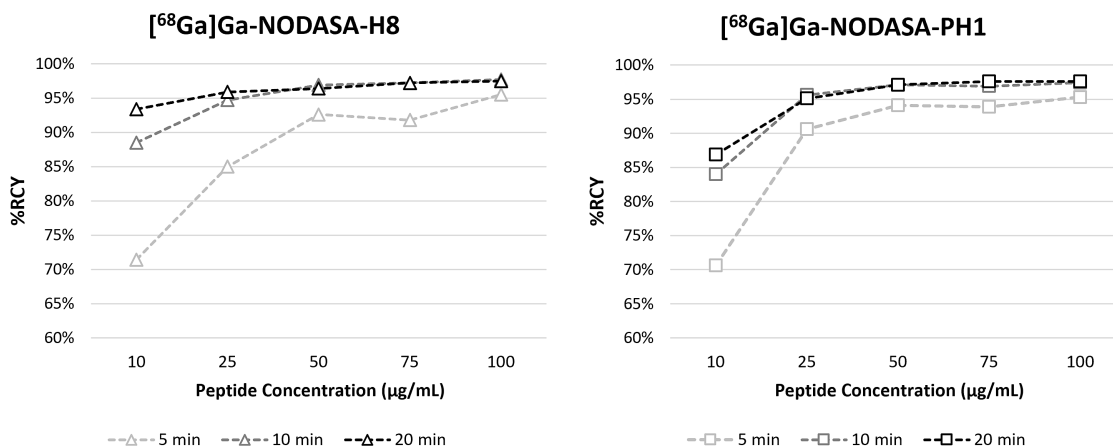 [⁶⁸Ga]Ga-NODASA-H8
100%
95%
90%
85%
80%
75%
70%
65%
60%
%RCY
10 25 50 75 100
Peptide Concentration (µg/mL)
5 min 10 min 20 min
[⁶⁸Ga]Ga-NODASA-PH1
100%
95%
90%
85%
80%
75%
70%
65%
60%
%RCY
10 25 50 75 100
Peptide Concentration (µg/mL)
5 min 10 min 20 min